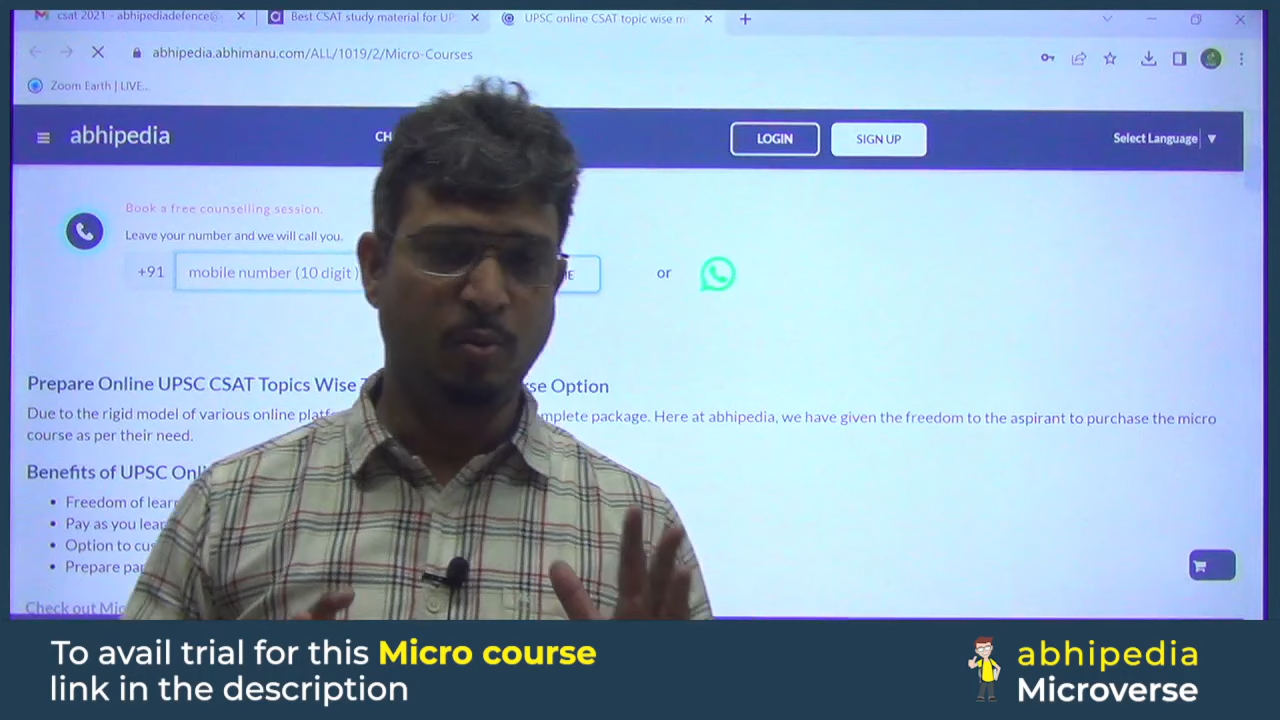 csat 2021 - abhipediadefence@
Best CSAT study material for UP
UPSC online CSAT topic wise m
abhipedia.abhimanu.com/ALL/1019/2/Micro-Courses
Zoom Earth | LIVE...
abhipedia
CH
LOGIN
SIGN UP
Select Language
Book a free counselling session.
Leave your number and we will call you.
+91
mobile number (10 digit )
or
Prepare Online UPSC CSAT Topics Wise se Option
Due to the rigid model of various online platf mplete package. Here at abhipedia, we have given the freedom to the aspirant to purchase the micro
course as per their need.
Benefits of UPSC Onl
• Freedom of lear
• Pay as you lear
• Option to cus
• Prepare pa
Check out Mic
To avail trial for this Micro course
link in the description
abhipedia
Microverse